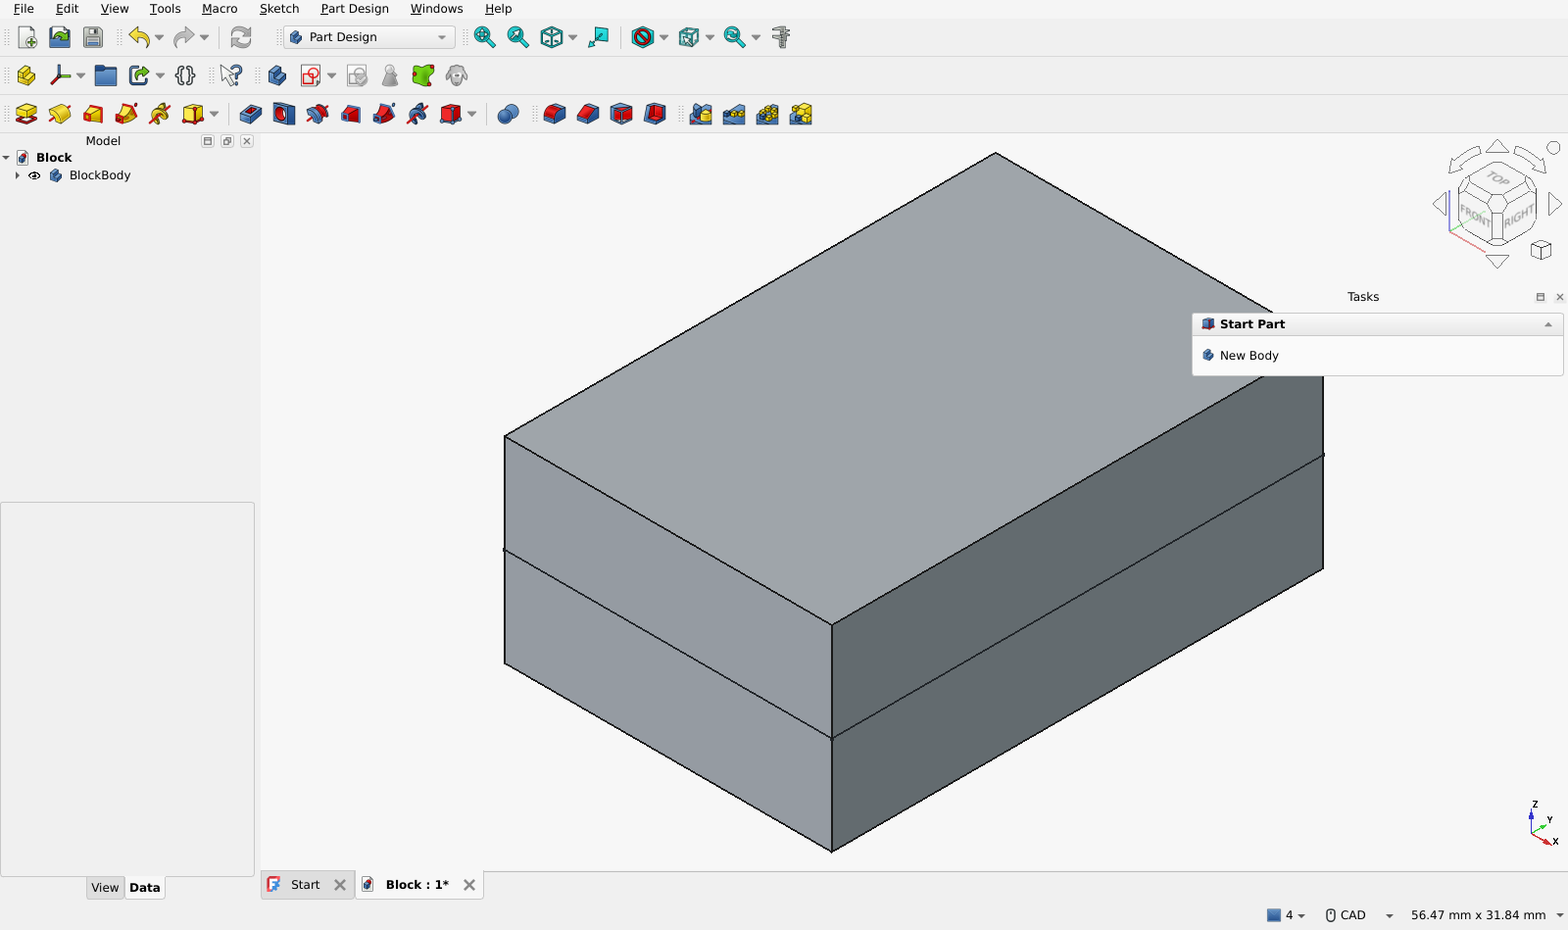 File Edit View Tools Macro Sketch Part Design Windows Help
Part Design
Model
Block
BlockBody
TOP
FRONT
RIGHT
Tasks
Start Part
New Body
Z
Y
X
View Data
Start
Block : 1*
4 CAD 56.47 mm x 31.84 mm